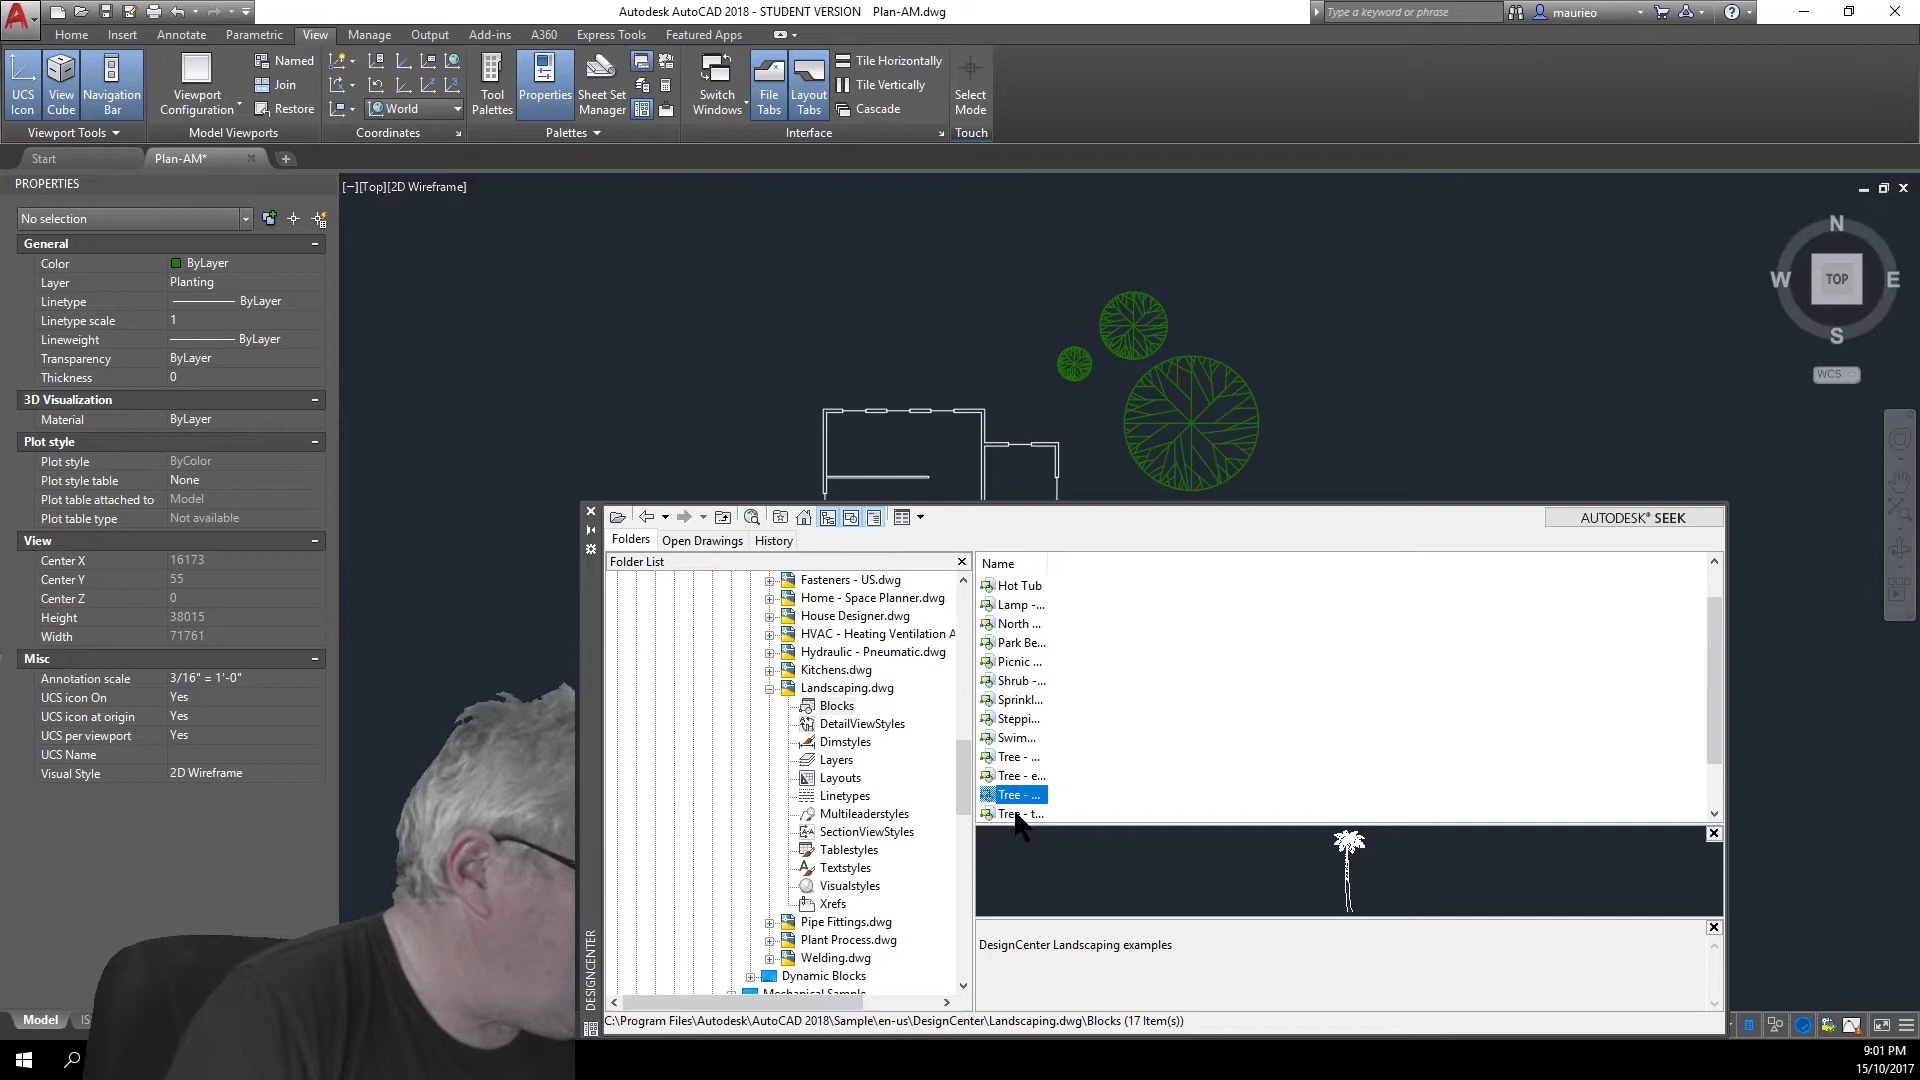 Autodesk AutoCAD 2018 - STUDENT VERSION Plan-AM.dwg
Type a keyword or phrase
maurieo
Home Insert Annotate Parametric View Manage Output Add-ins A360 Express Tools Featured Apps
UCS Icon
View Cube
Navigation Bar
Viewport Configuration
Named
Join
Restore
World
Tool Palettes
Properties
Sheet Set Manager
Switch Windows
File Tabs
Layout Tabs
Tile Horizontally
Tile Vertically
Cascade
Select Mode
Viewport Tools
Model Viewports
Coordinates
Palettes
Interface
Touch
Start
Plan-AM*
PROPERTIES
[−][Top][2D Wireframe]
No selection
General
Color ByLayer
Layer Planting
Linetype ByLayer
Linetype scale 1
Lineweight ByLayer
Transparency ByLayer
Thickness 0
3D Visualization
Material ByLayer
Plot style
Plot style ByColor
Plot style table None
Plot table attached to Model
Plot table type Not available
View
Center X 16173
Center Y 55
Center Z 0
Height 38015
Width 71761
Misc
Annotation scale 3/16" = 1'-0"
UCS icon On Yes
UCS icon at origin Yes
UCS per viewport Yes
UCS Name
Visual Style 2D Wireframe
N
W TOP E
S
WCS
AUTODESK® SEEK
Folders Open Drawings History
Folder List
Fasteners - US.dwg
Home - Space Planner.dwg
House Designer.dwg
HVAC - Heating Ventilation A
Hydraulic - Pneumatic.dwg
Kitchens.dwg
Landscaping.dwg
Blocks
DetailViewStyles
Dimstyles
Layers
Layouts
Linetypes
Multileaderstyles
SectionViewStyles
Tablestyles
Textstyles
Visualstyles
Xrefs
Pipe Fittings.dwg
Plant Process.dwg
Welding.dwg
Dynamic Blocks
Mechanical Sample
Name
Hot Tub
Lamp -...
North ...
Park Be...
Picnic ...
Shrub -...
Sprinkl...
Steppi...
Swim...
Tree - ...
Tree - e...
Tree - ...
Tree - t...
DesignCenter Landscaping examples
DESIGNCENTER
C:\Program Files\Autodesk\AutoCAD 2018\Sample\en-us\DesignCenter\Landscaping.dwg\Blocks (17 Item(s))
Model
9:01 PM
15/10/2017